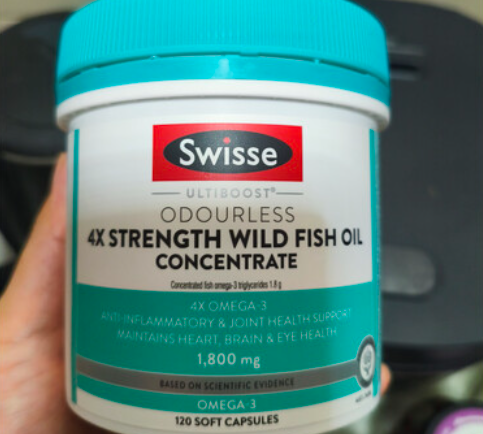 Swisse
ULTIBOOST®
ODOURLESS
4X STRENGTH WILD FISH OIL
CONCENTRATE
Concentrated fish omega-3 triglycerides 1.8 g
4X OMEGA-3
ANTI-INFLAMMATORY & JOINT HEALTH SUPPORT
MAINTAINS HEART, BRAIN & EYE HEALTH
1,800 mg
BASED ON SCIENTIFIC EVIDENCE
OMEGA-3
120 SOFT CAPSULES